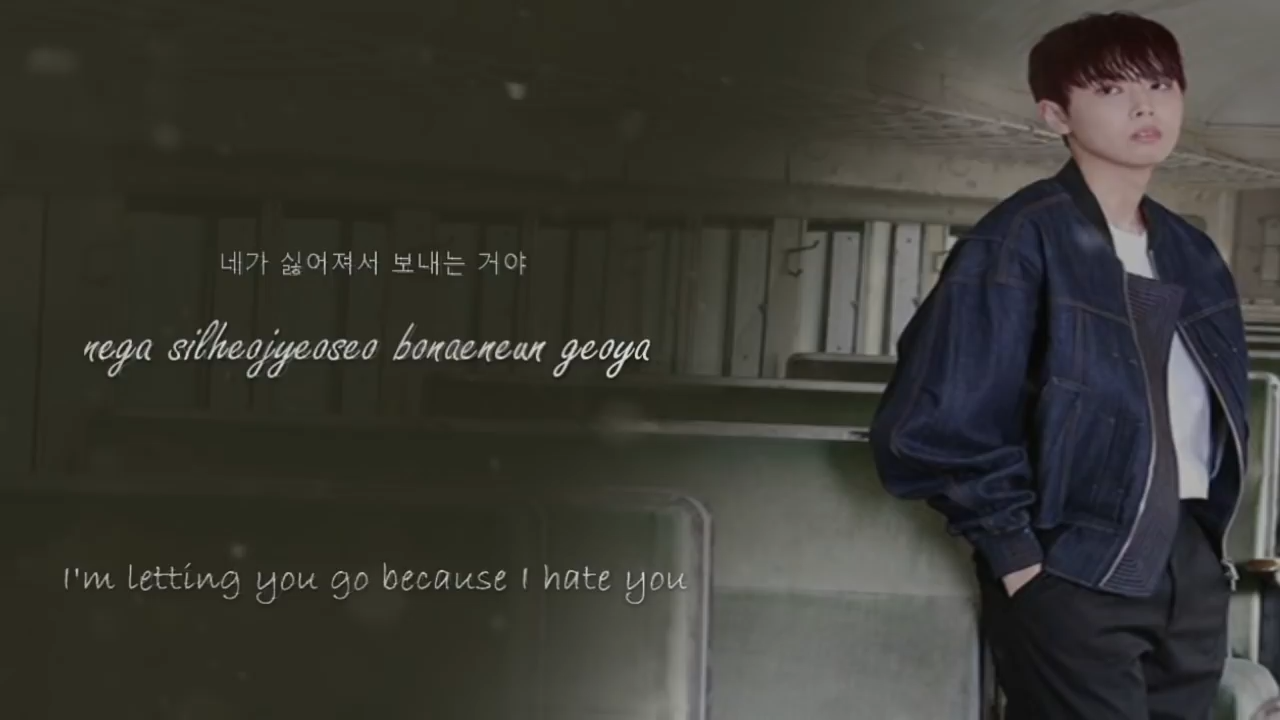 네가 싫어져서 보내는 거야
nega silheojyeoseo bonaeneun geoya
I'm letting you go because I hate you